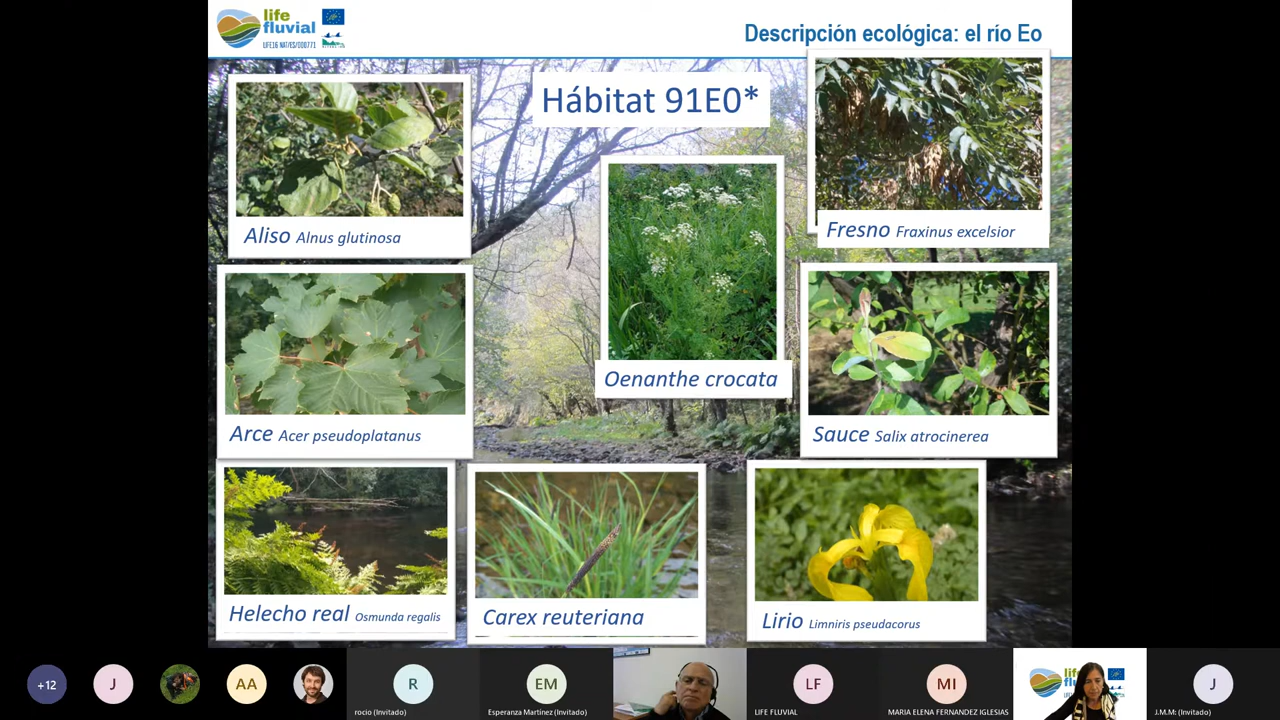 life
fluvial
LIFE16 NAT/ES/000771
Descripción ecológica: el río Eo
Hábitat 91E0*
Aliso Alnus glutinosa
Fresno Fraxinus excelsior
Oenanthe crocata
Arce Acer pseudoplatanus
Sauce Salix atrocinerea
Helecho real Osmunda regalis
Carex reuteriana
Lirio Limniris pseudacorus
+12
J
AA
R
rocio (Invitado)
EM
Esperanza Martínez (Invitado)
LF
LIFE FLUVIAL
MI
MARIA ELENA FERNANDEZ IGLESIAS
life
J
J.M.M: (Invitado)